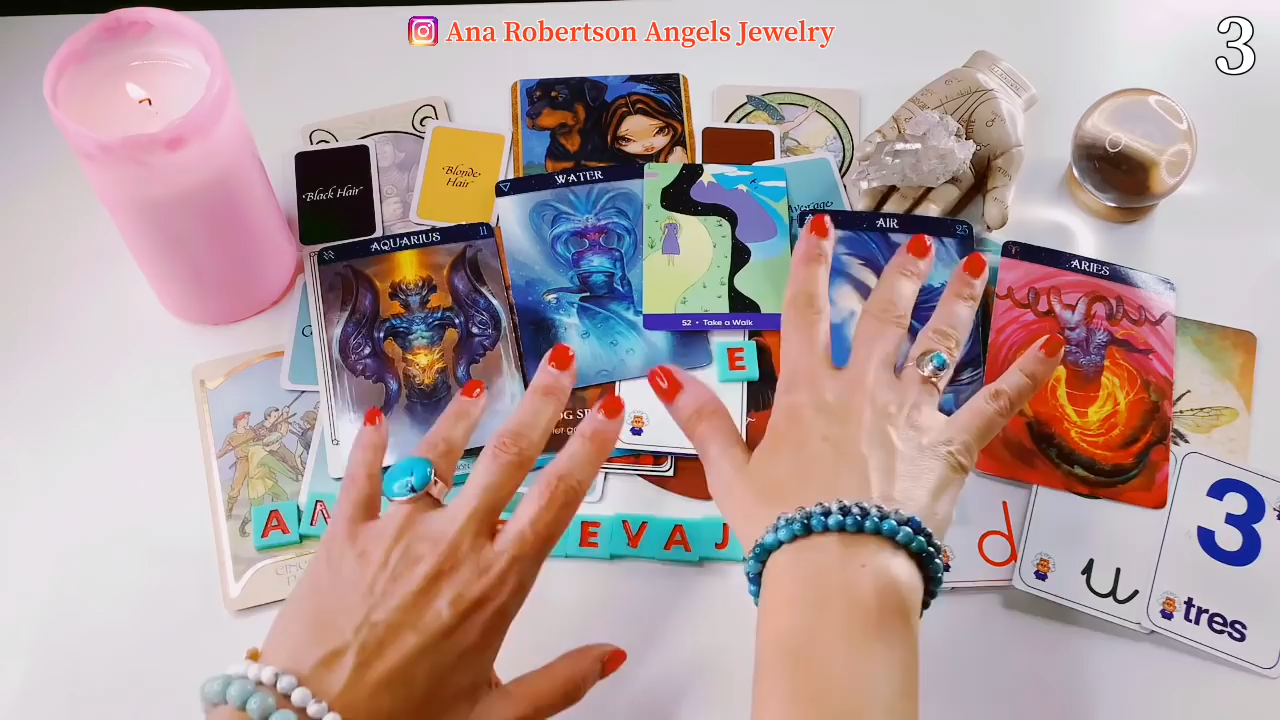 Ana Robertson Angels Jewelry
3
Black Hair
Blonde Hair
WATER
Average
AIR
25
AQUARIUS
11
ARIES
52 • Take a Walk
E
A
E V A J
d
u
3
tres